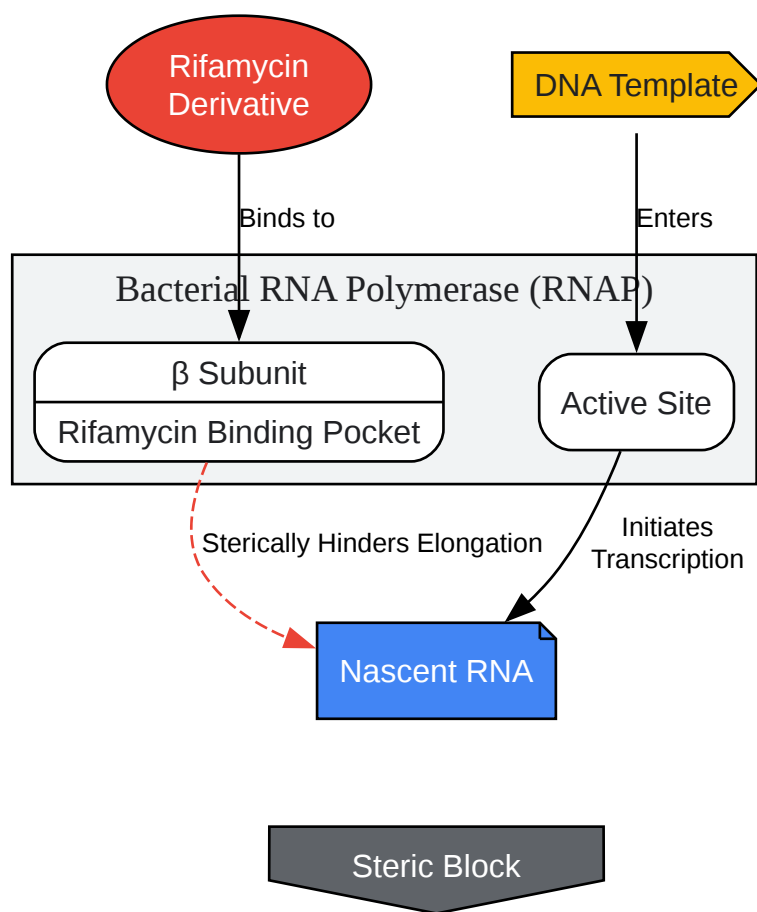 Rifamycin
Derivative
DNA Template
Binds to
Enters
Bacterial RNA Polymerase (RNAP)
β Subunit
Rifamycin Binding Pocket
Active Site
Sterically Hinders Elongation
Initiates
Transcription
Nascent RNA
Steric Block